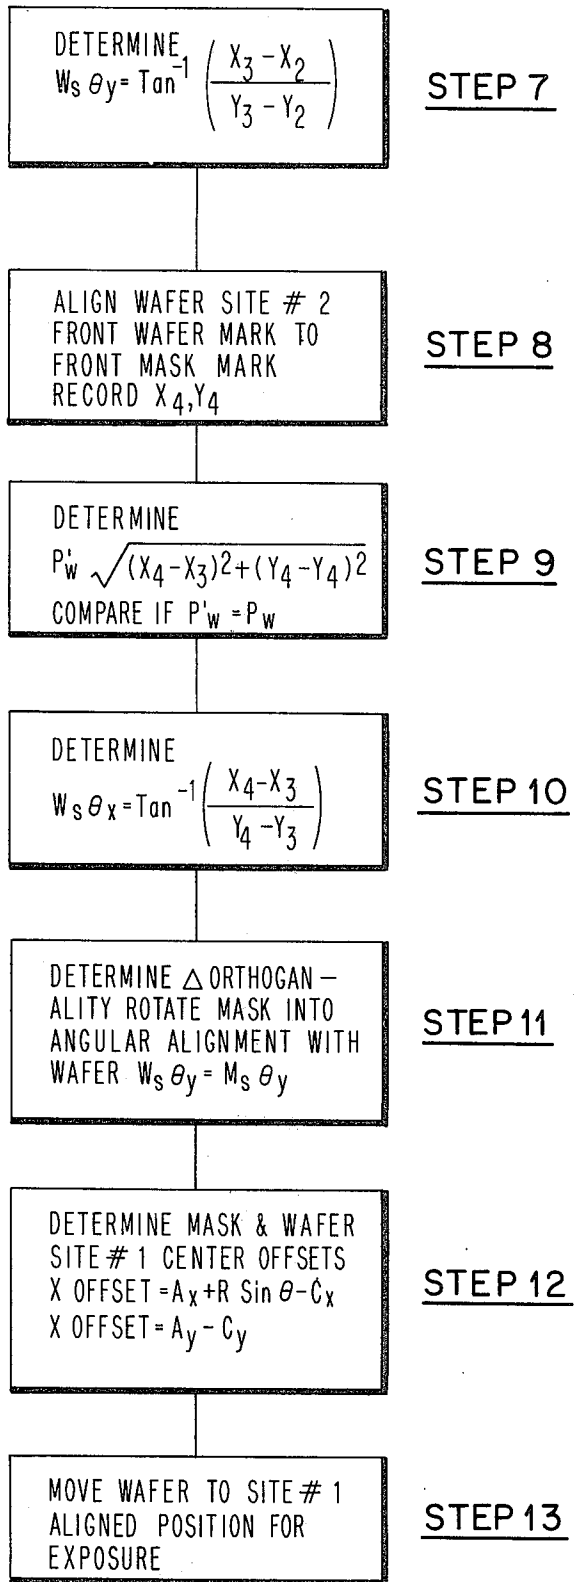 DETERMINE
Ws θy = Tan⁻¹ ( (X3 – X2) / (Y3 – Y2) )
STEP 7
ALIGN WAFER SITE # 2
FRONT WAFER MARK TO
FRONT MASK MARK
RECORD X4,Y4
STEP 8
DETERMINE
P'w √(X4–X3)2+(Y4–Y4)2
COMPARE IF P'w = Pw
STEP 9
DETERMINE
Ws θx = Tan⁻¹ ( (X4–X3) / (Y4–Y3) )
STEP 10
DETERMINE △ ORTHOGAN –
ALITY ROTATE MASK INTO
ANGULAR ALIGNMENT WITH
WAFER Ws θy = Ms θy
STEP 11
DETERMINE MASK & WAFER
SITE # 1 CENTER OFFSETS
X OFFSET = Ax + R Sin θ – Cx
X OFFSET = Ay – Cy
STEP 12
MOVE WAFER TO SITE # 1
ALIGNED POSITION FOR
EXPOSURE
STEP 13